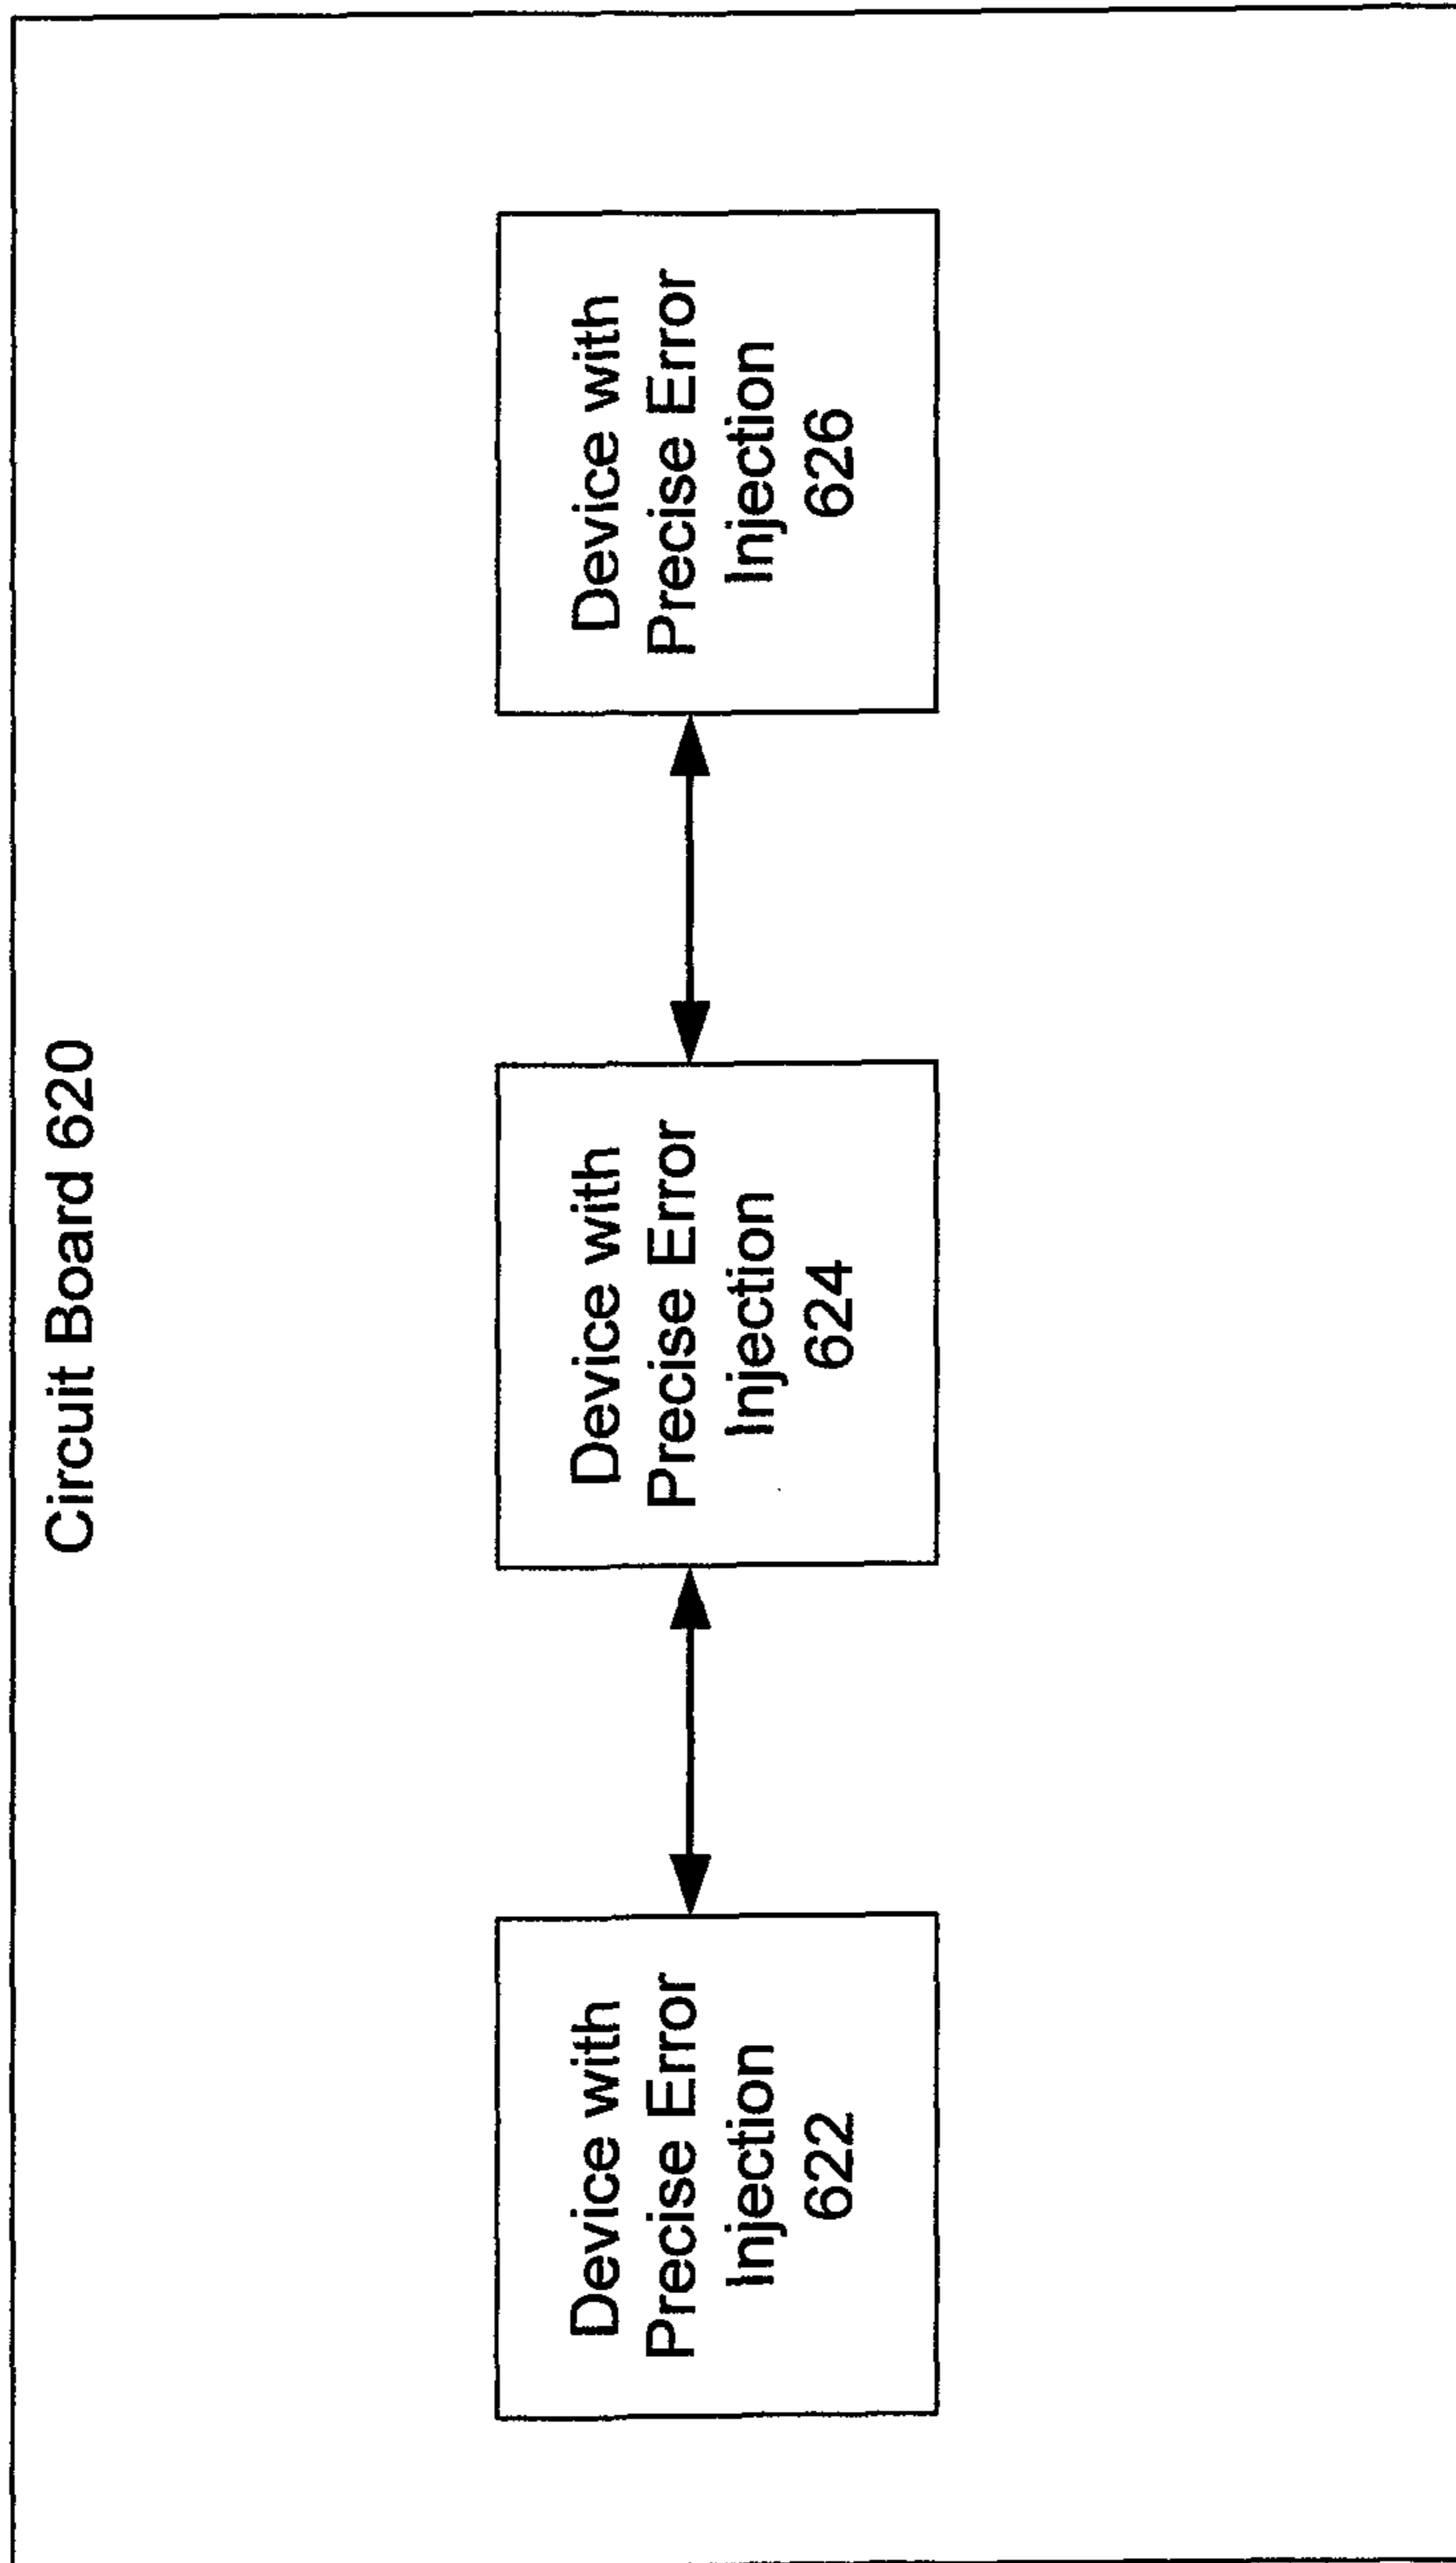 Circuit Board 620
Device with
Precise Error
Injection
622
Device with
Precise Error
Injection
624
Device with
Precise Error
Injection
626